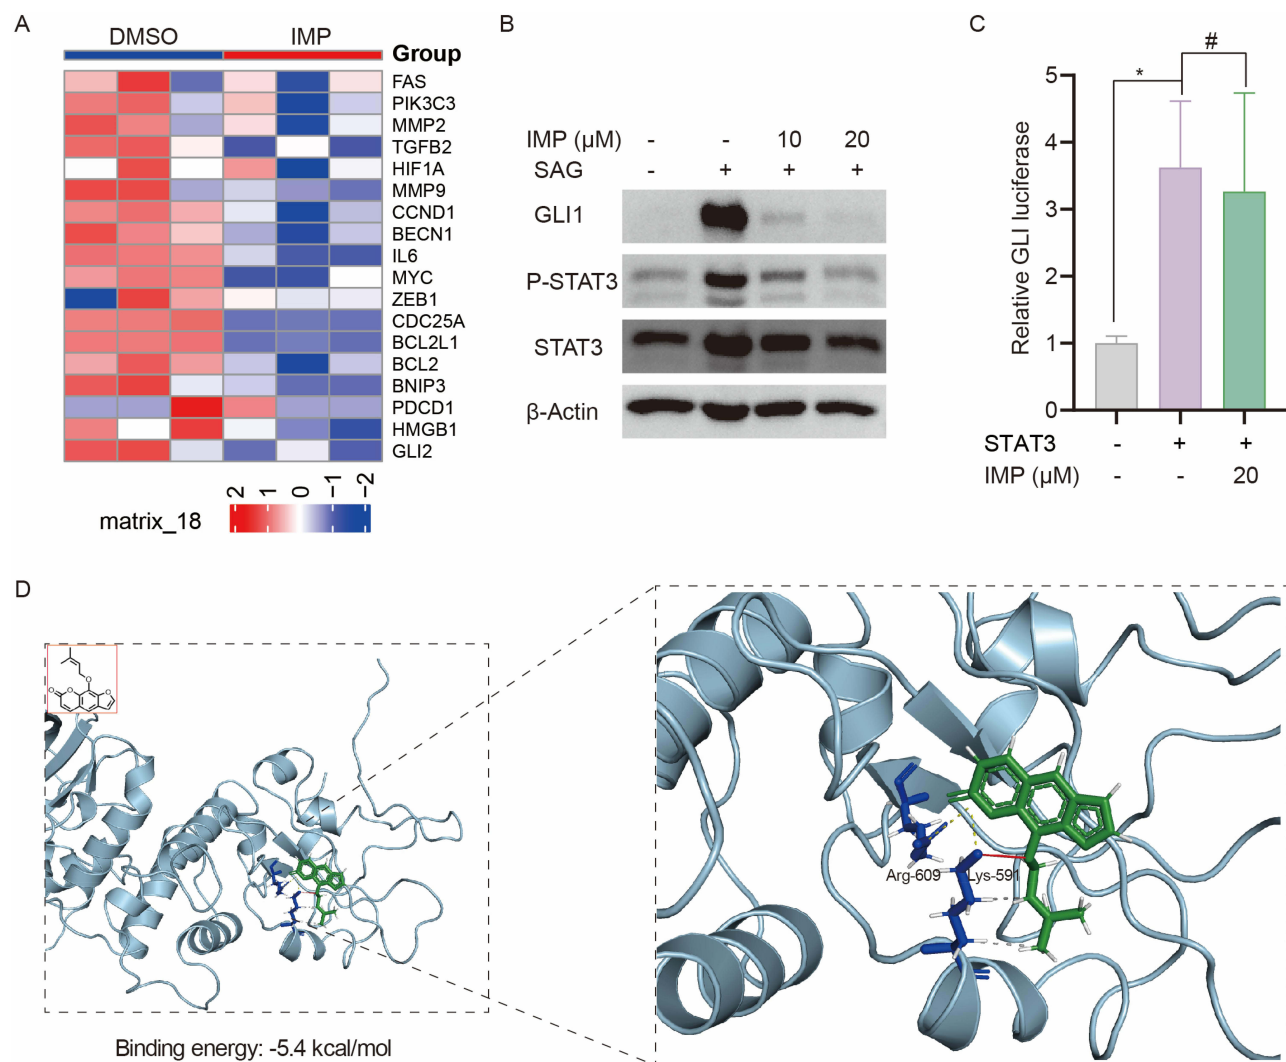 A
DMSO IMP
Group
FAS
PIK3C3
MMP2
TGFB2
HIF1A
MMP9
CCND1
BECN1
IL6
MYC
ZEB1
CDC25A
BCL2L1
BCL2
BNIP3
PDCD1
HMGB1
GLI2
matrix_18
2 1 0 −1 −2
B
IMP (μM) - - 10 20
SAG - + + +
GLI1
P-STAT3
STAT3
β-Actin
C
* #
Relative GLI luciferase
5
4
3
2
1
0
STAT3 - + +
IMP (μM) - - 20
D
O
O O O
Arg-609 Lys-591
Binding energy: -5.4 kcal/mol